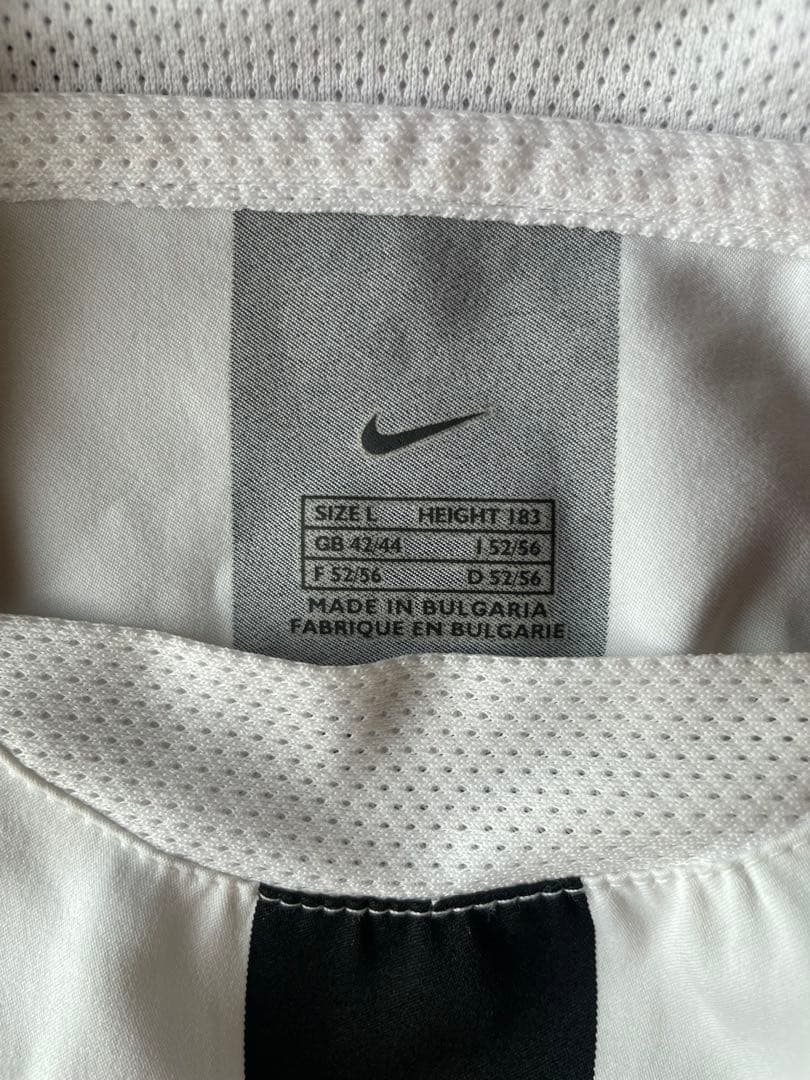 SIZE L HEIGHT 183
GB 42/44 I 52/56
F 52/56 D 52/56
MADE IN BULGARIA
FABRIQUE EN BULGARIE